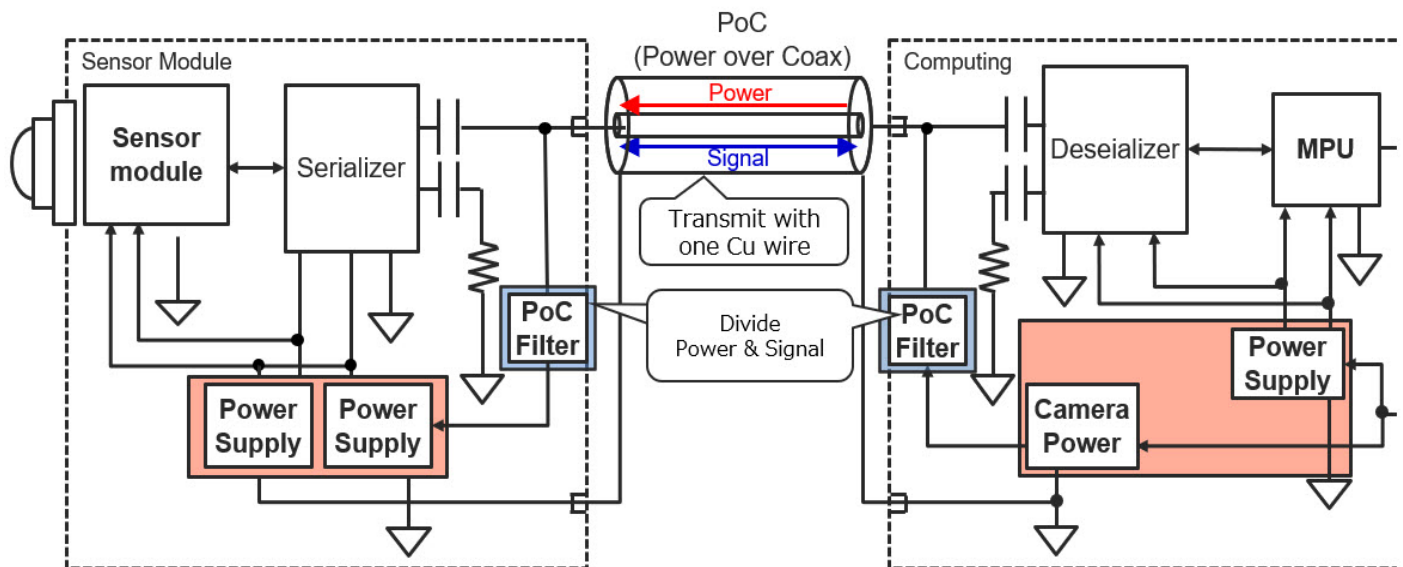 PoC
(Power over Coax)
Sensor Module
Computing
Power
Signal
Sensor
module
Serializer
Deseializer
MPU
Transmit with
one Cu wire
PoC
Filter
Divide
Power & Signal
PoC
Filter
Power
Supply
Power
Supply
Power
Supply
Camera
Power